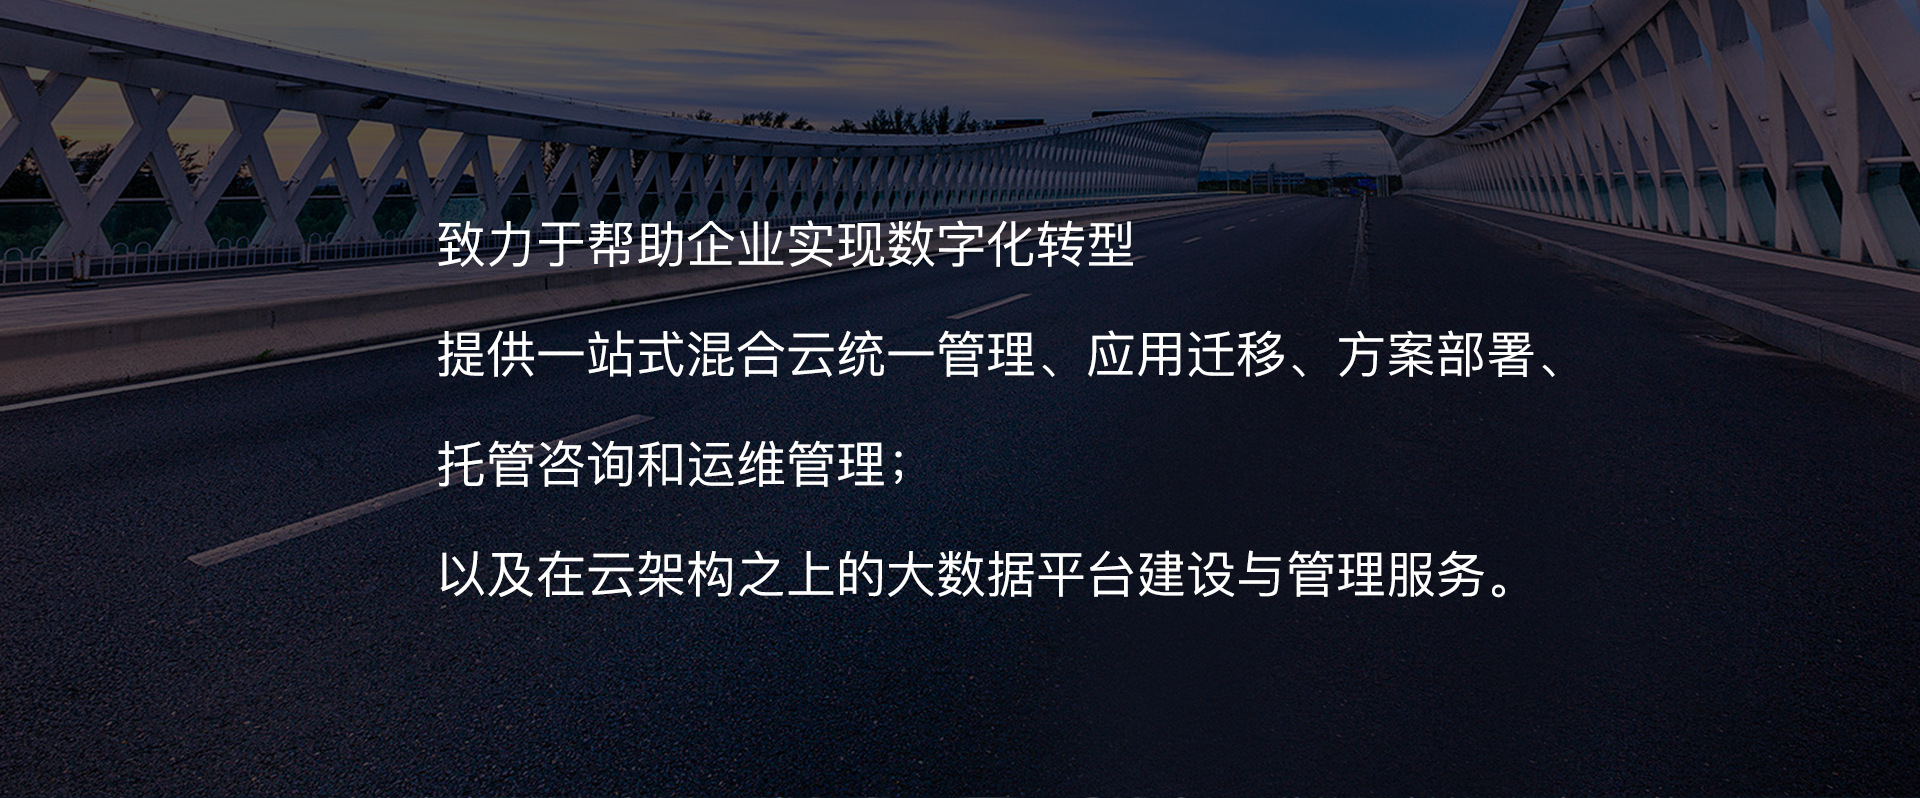 致力于帮助企业实现数字化转型
提供一站式混合云统一管理、应用迁移、方案部署、
托管咨询和运维管理；
以及在云架构之上的大数据平台建设与管理服务。